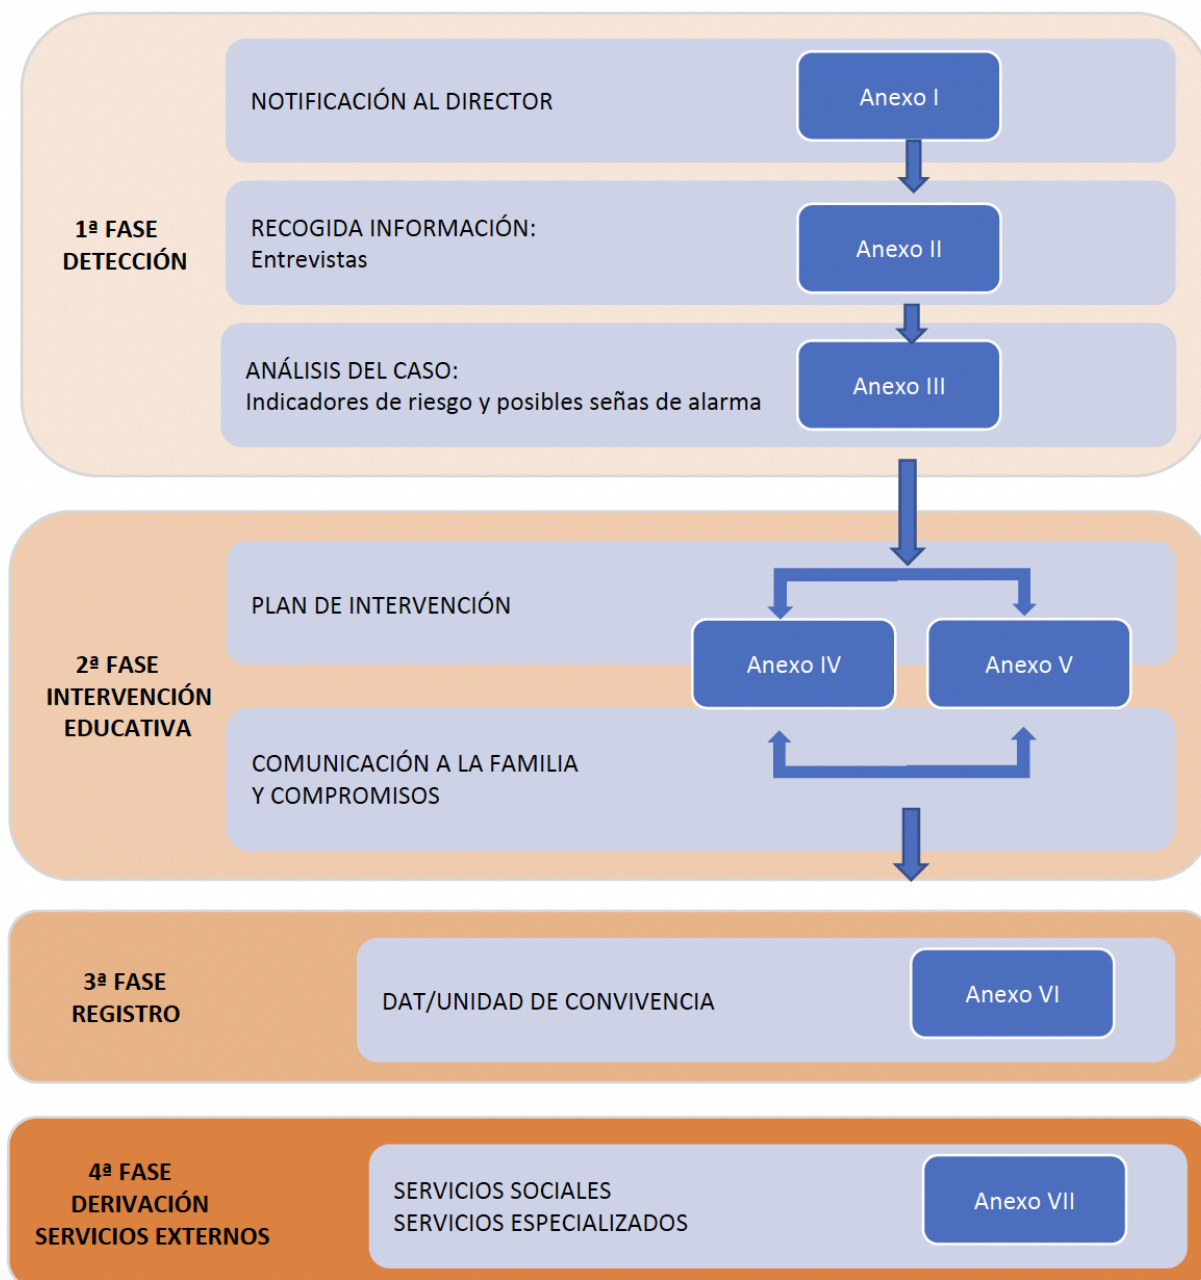 NOTIFICACIÓN AL DIRECTOR
Anexo I
1ª FASE
DETECCIÓN
RECOGIDA INFORMACIÓN:
Entrevistas
Anexo II
ANÁLISIS DEL CASO:
Indicadores de riesgo y posibles señas de alarma
Anexo III
2ª FASE
INTERVENCIÓN
EDUCATIVA
PLAN DE INTERVENCIÓN
Anexo IV
Anexo V
COMUNICACIÓN A LA FAMILIA
Y COMPROMISOS
3ª FASE
REGISTRO
DAT/UNIDAD DE CONVIVENCIA
Anexo VI
4ª FASE
DERIVACIÓN
SERVICIOS EXTERNOS
SERVICIOS SOCIALES
SERVICIOS ESPECIALIZADOS
Anexo VII